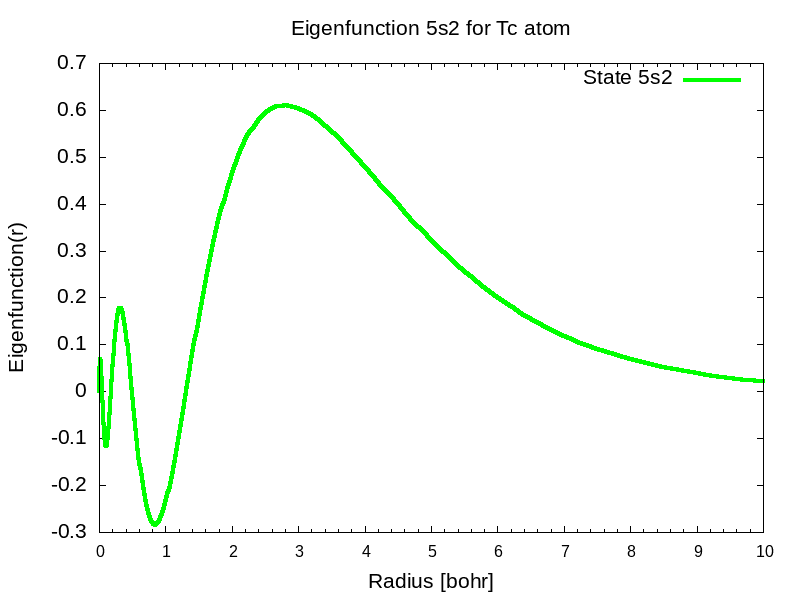 Eigenfunction 5s2 for Tc atom
State 5s2
0.7
0.6
0.5
0.4
0.3
0.2
0.1
0
-0.1
-0.2
-0.3
Eigenfunction(r)
0 1 2 3 4 5 6 7 8 9 10
Radius [bohr]